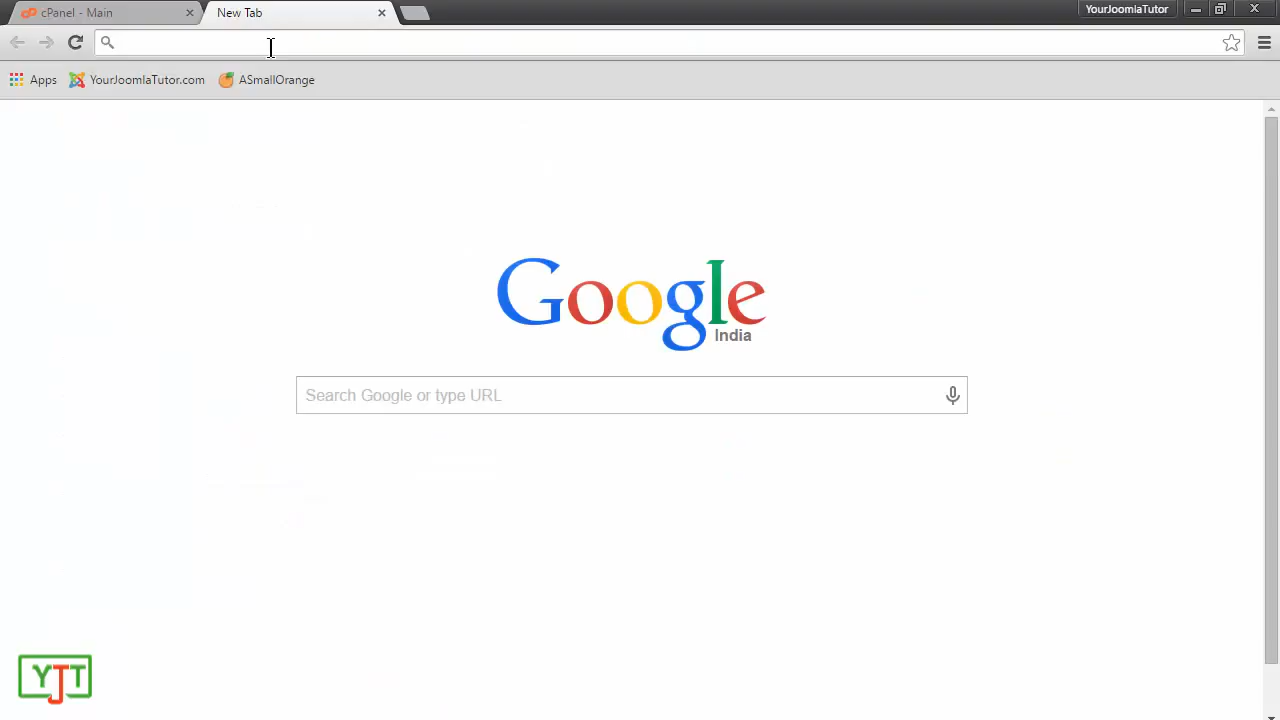 cPanel - Main
New Tab
YourJoomlaTutor
Apps
YourJoomlaTutor.com
ASmallOrange
Google
India
Search Google or type URL
YJT